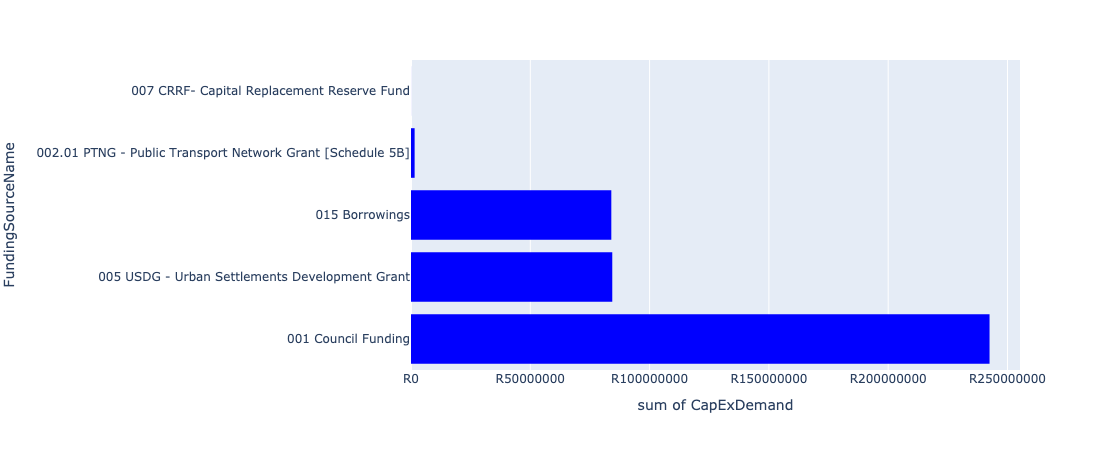 FundingSourceName
007 CRRF- Capital Replacement Reserve Fund
002.01 PTNG - Public Transport Network Grant [Schedule 5B]
015 Borrowings
005 USDG - Urban Settlements Development Grant
001 Council Funding
R0 R50000000 R100000000 R150000000 R200000000 R250000000
sum of CapExDemand